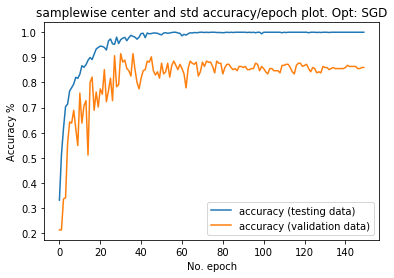 samplewise center and std accuracy/epoch plot. Opt: SGD
Accuracy %
1.0
0.9
0.8
0.7
0.6
0.5
0.4
0.3
0.2
accuracy (testing data)
accuracy (validation data)
0 20 40 60 80 100 120 140
No. epoch